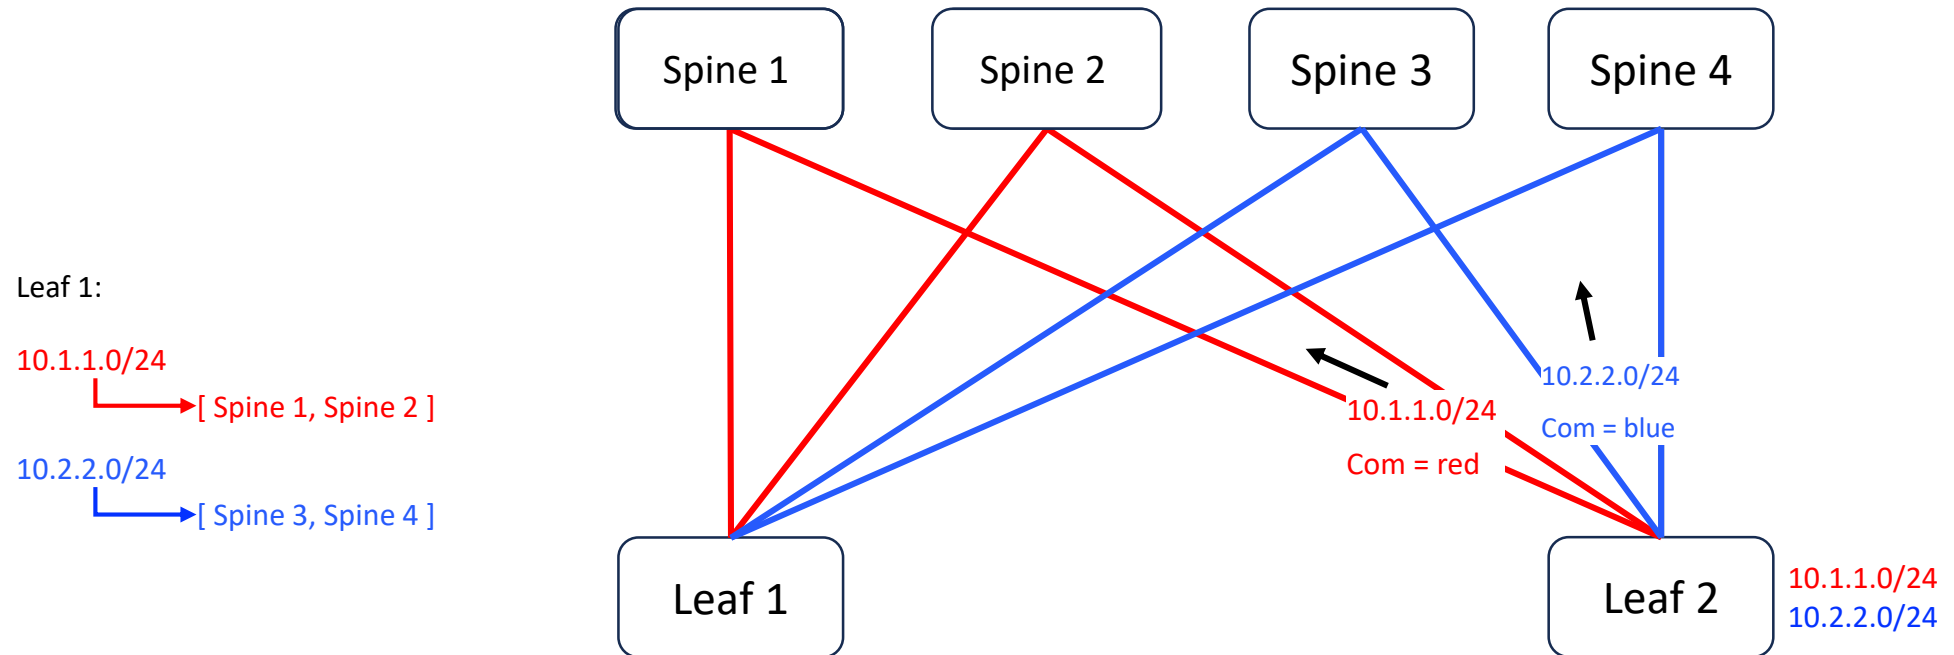 Spine 1
Spine 2
Spine 3
Spine 4
Leaf 1:
10.1.1.0/24
[ Spine 1, Spine 2 ]
10.2.2.0/24
[ Spine 3, Spine 4 ]
10.2.2.0/24
Com = blue
10.1.1.0/24
Com = red
Leaf 1
Leaf 2
10.1.1.0/24
10.2.2.0/24